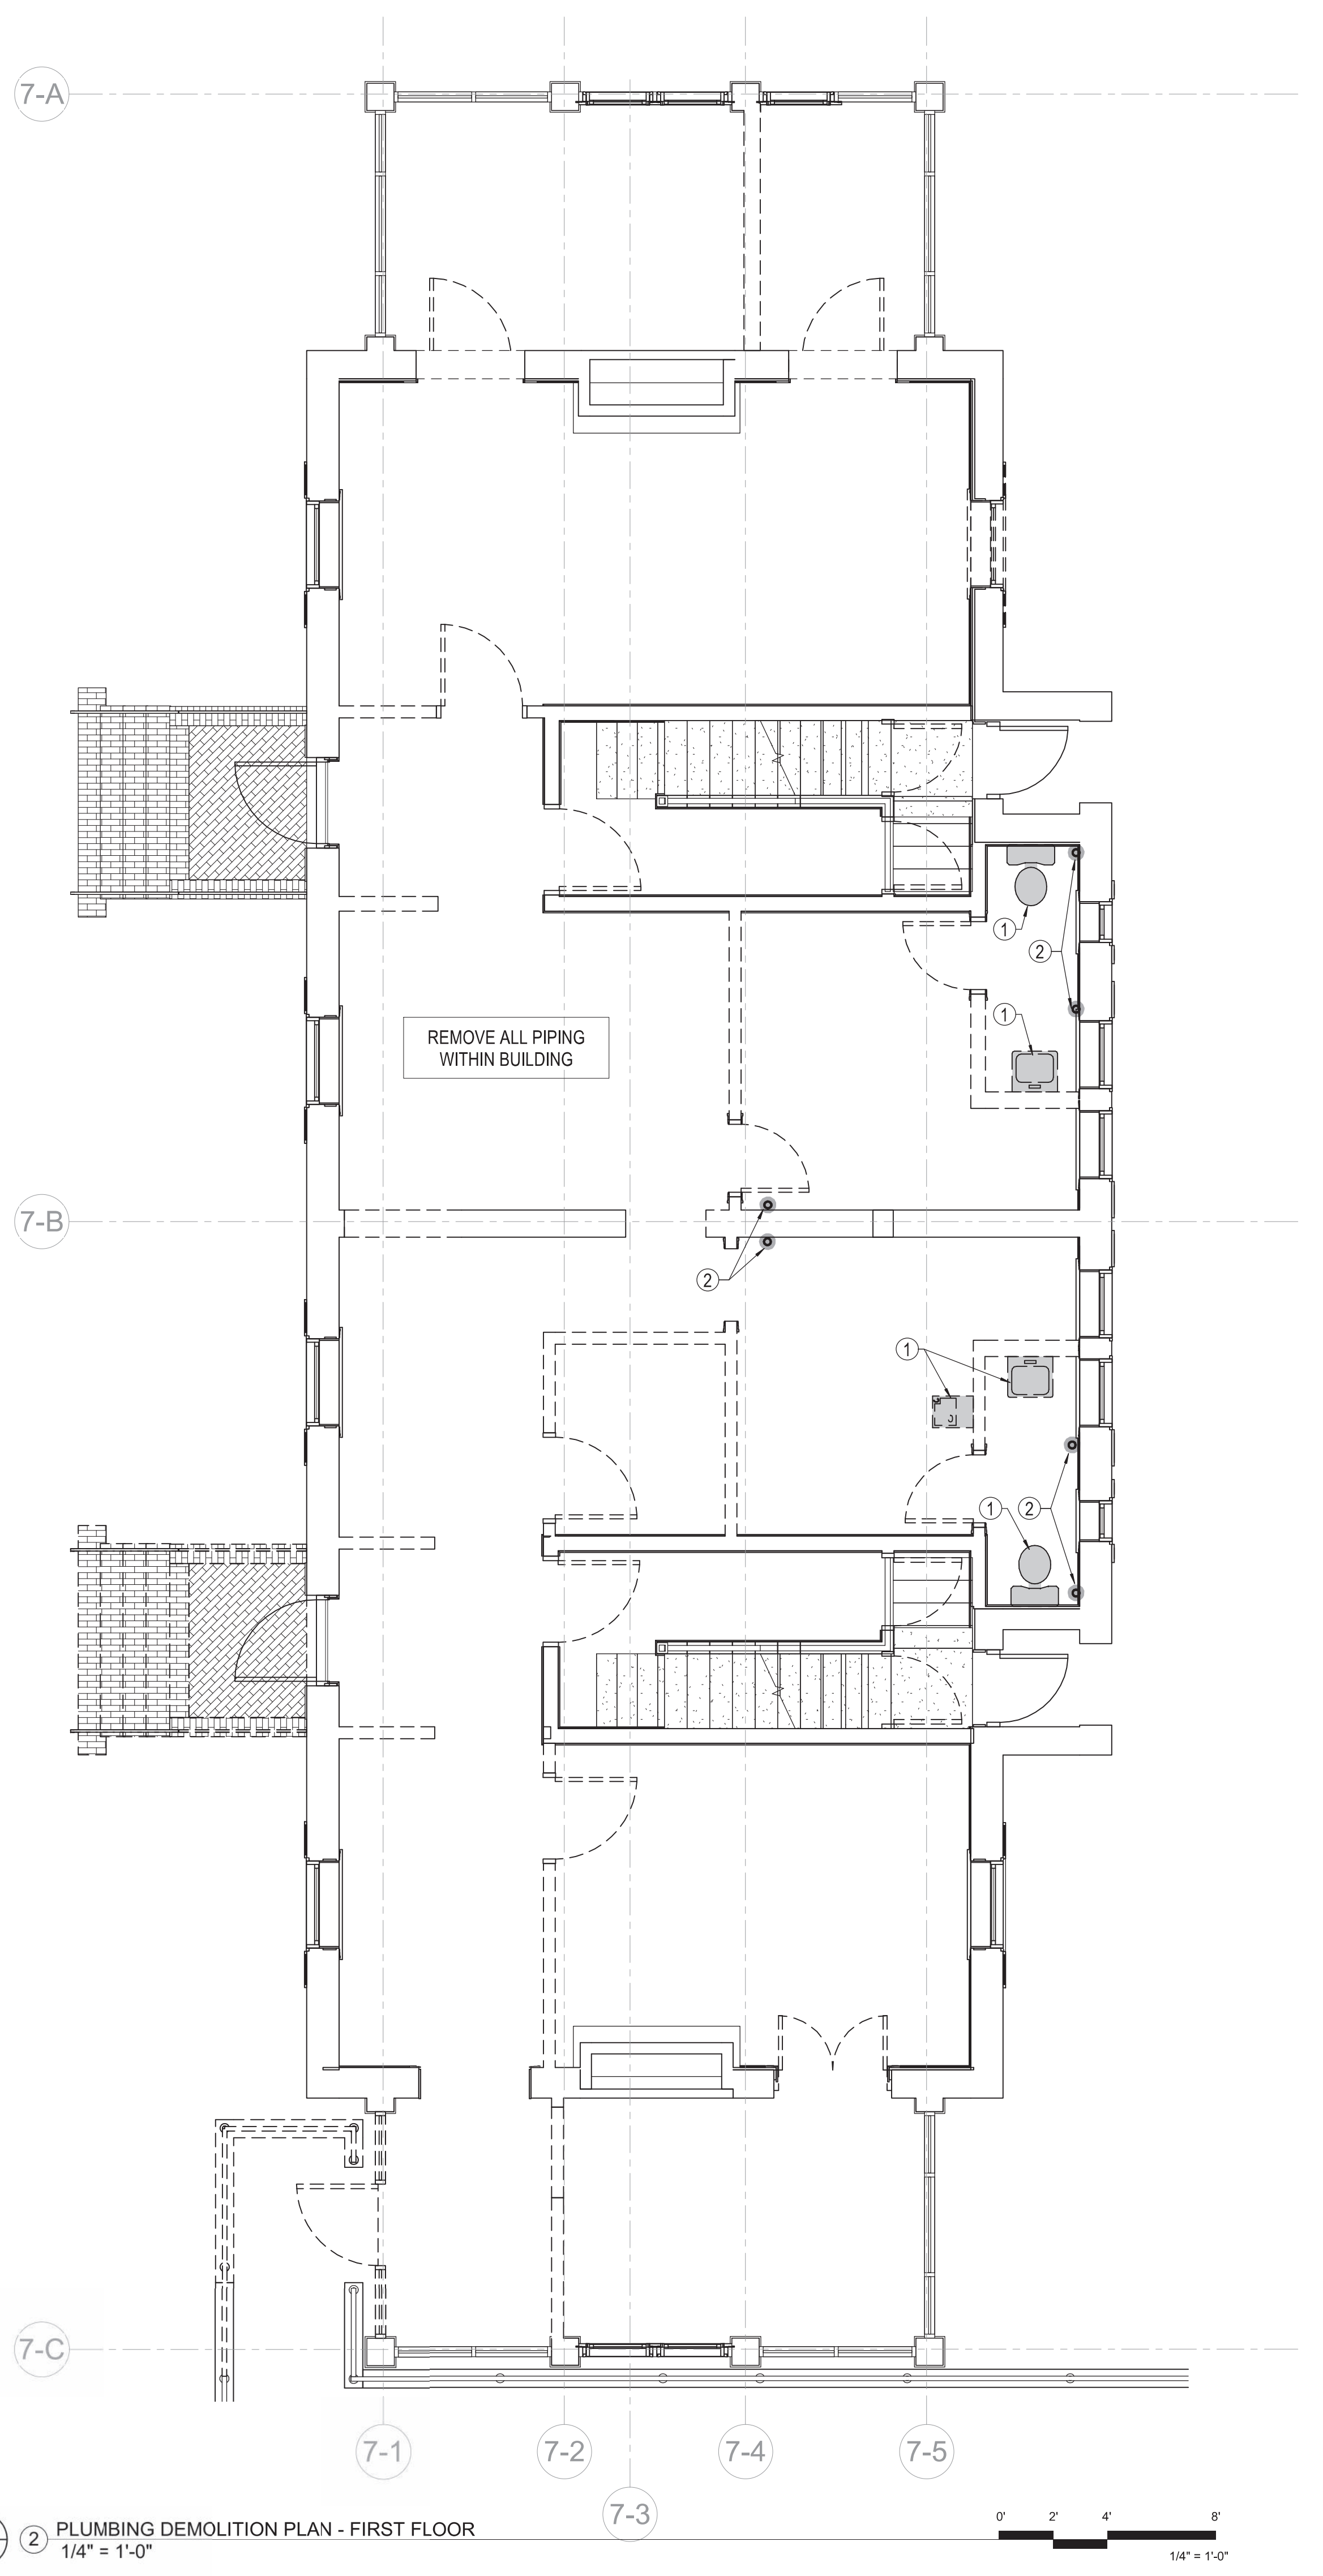 7-A
1
2
1
REMOVE ALL PIPING
WITHIN BUILDING
7-B
2
1
1
2
7-C
7-1
7-2
7-4
7-5
7-3
2
PLUMBING DEMOLITION PLAN - FIRST FLOOR
1/4" = 1'-0"
0'
2'
4'
8'
1/4" = 1'-0"